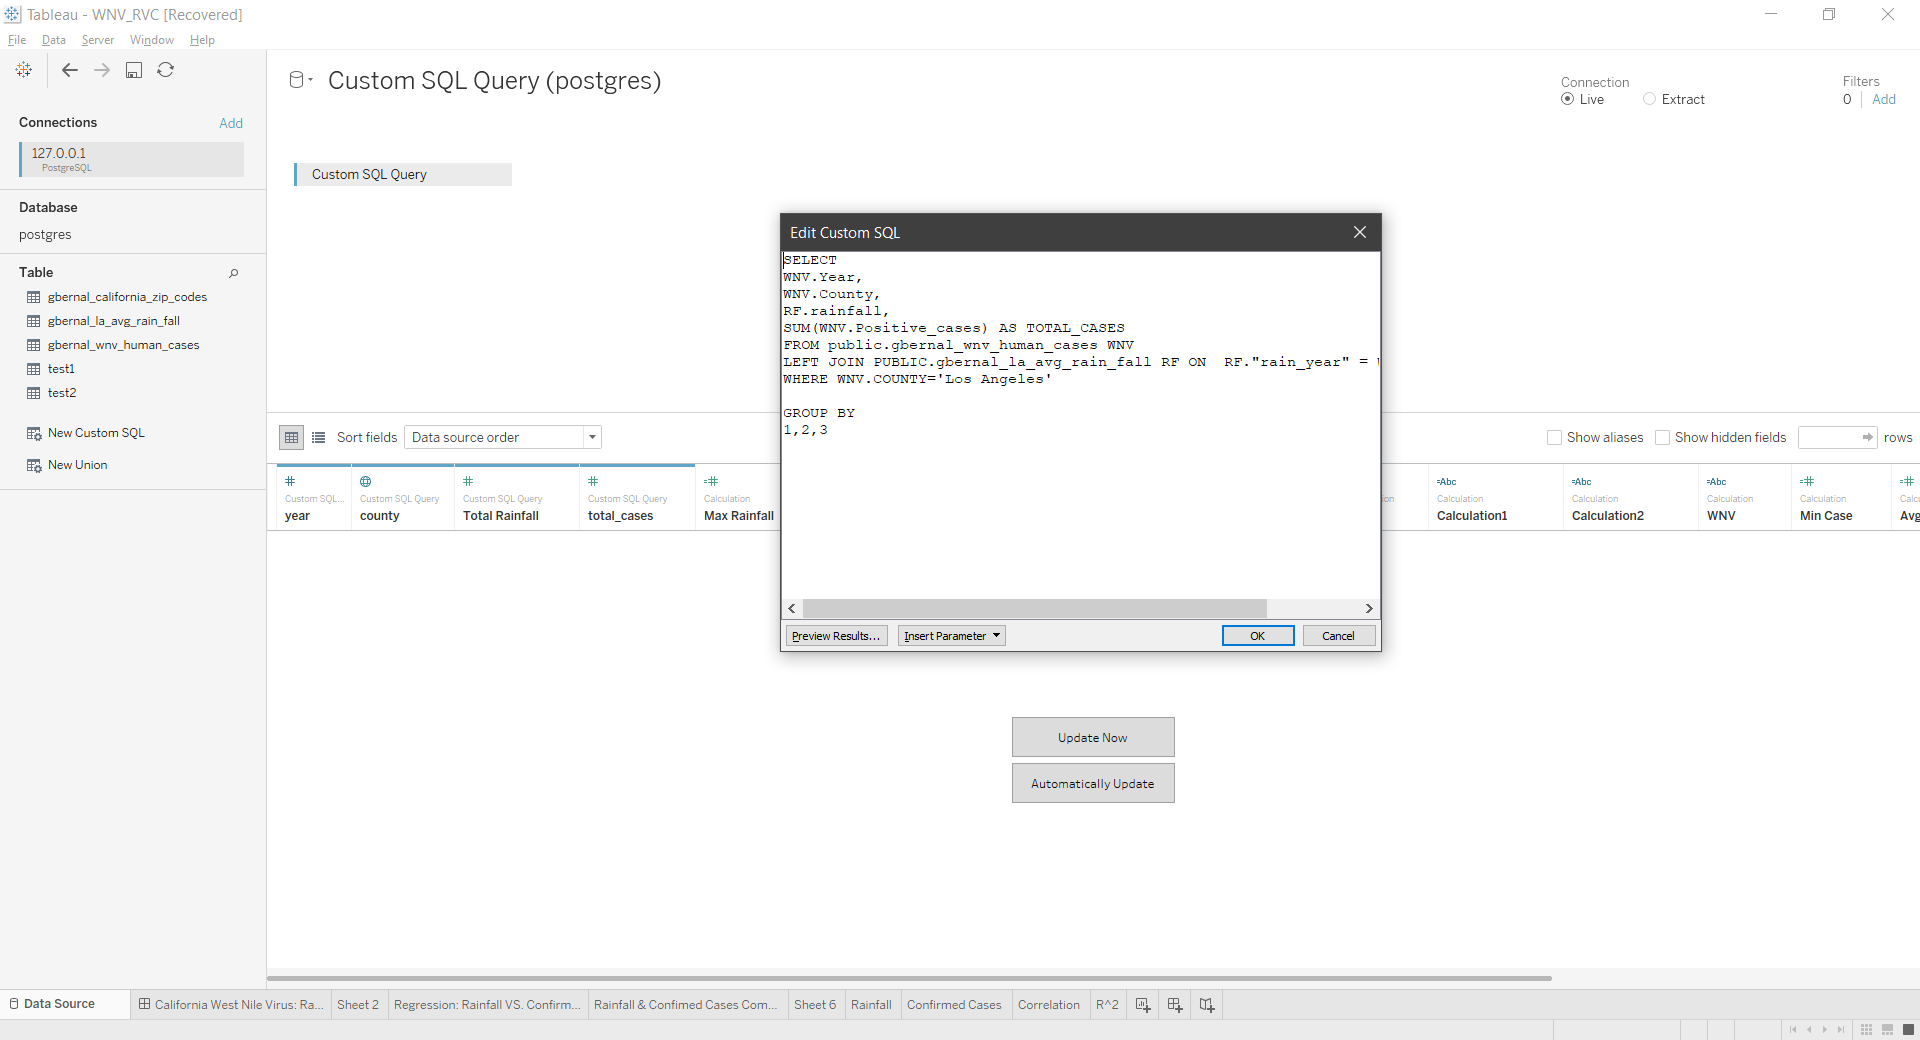 Tableau - WNV_RVC [Recovered]
File Data Server Window Help
Connections Add
127.0.0.1
PostgreSQL
Database
postgres
Table
gbernal_california_zip_codes
gbernal_la_avg_rain_fall
gbernal_wnv_human_cases
test1
test2
New Custom SQL
New Union
Custom SQL Query (postgres)
Connection
Live Extract
Filters
0 Add
Custom SQL Query
Edit Custom SQL
SELECT
WNV.Year,
WNV.County,
RF.rainfall,
SUM(WNV.Positive_cases) AS TOTAL_CASES
FROM public.gbernal_wnv_human_cases WNV
LEFT JOIN PUBLIC.gbernal_la_avg_rain_fall RF ON  RF."rain_year" =
WHERE WNV.COUNTY='Los Angeles'
GROUP BY
1,2,3
Preview Results... Insert Parameter OK Cancel
Sort fields Data source order Show aliases Show hidden fields rows
# # # =# =Abc =Abc =Abc =# =#
Custom SQL... Custom SQL Query Custom SQL Query Custom SQL Query Calculation Calculation Calculation Calculation Calculation
year county Total Rainfall total_cases Max Rainfall Calculation1 Calculation2 WNV Min Case Avg
Update Now
Automatically Update
Data Source California West Nile Virus: Ra... Sheet 2 Regression: Rainfall VS. Confirm... Rainfall & Confimed Cases Com... Sheet 6 Rainfall Confirmed Cases Correlation R^2